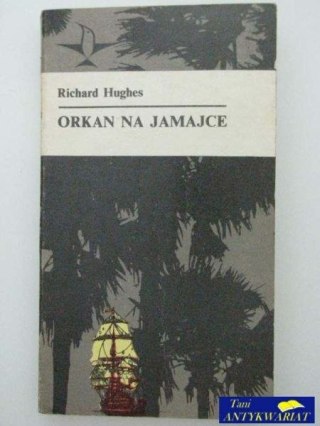 Richard Hughes
ORKAN NA JAMAJCE
Tani
ANTYKWARIAT